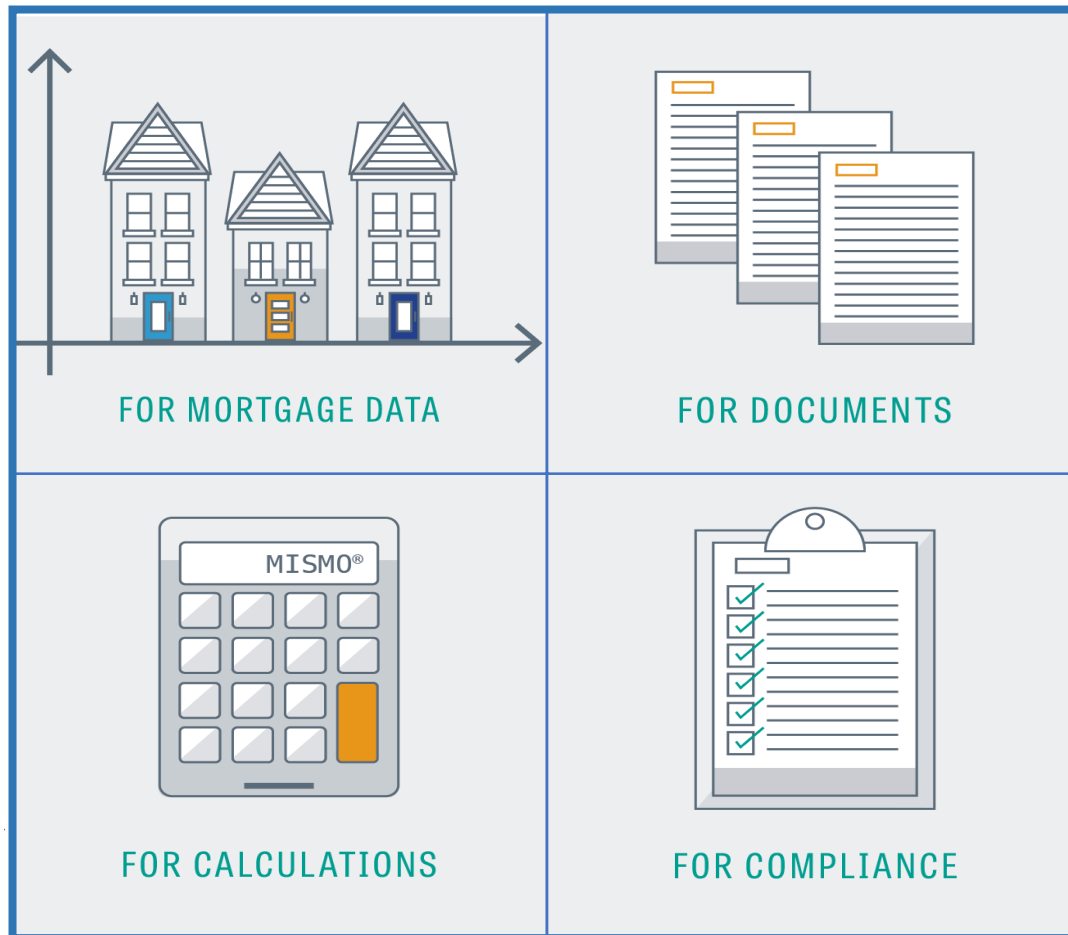 FOR MORTGAGE DATA
FOR DOCUMENTS
MISMO®
FOR CALCULATIONS
FOR COMPLIANCE